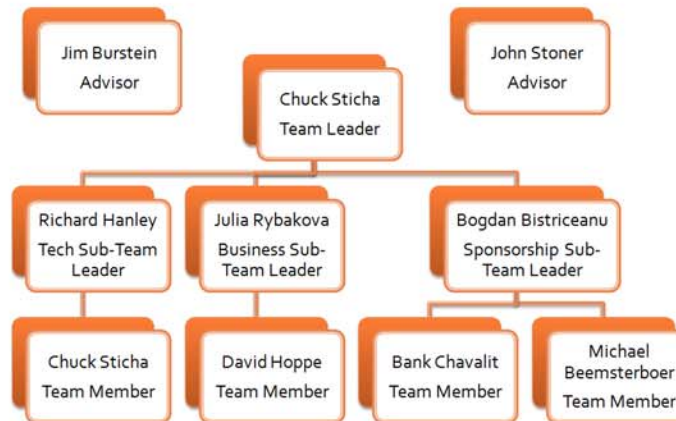 Jim Burstein
Advisor
John Stoner
Advisor
Chuck Sticha
Team Leader
Richard Hanley
Tech Sub-Team
Leader
Julia Rybakova
Business Sub-
Team Leader
Bogdan Bistriceanu
Sponsorship Sub-
Team Leader
Chuck Sticha
Team Member
David Hoppe
Team Member
Bank Chavalit
Team Member
Michael
Beemsterboer
Team Member